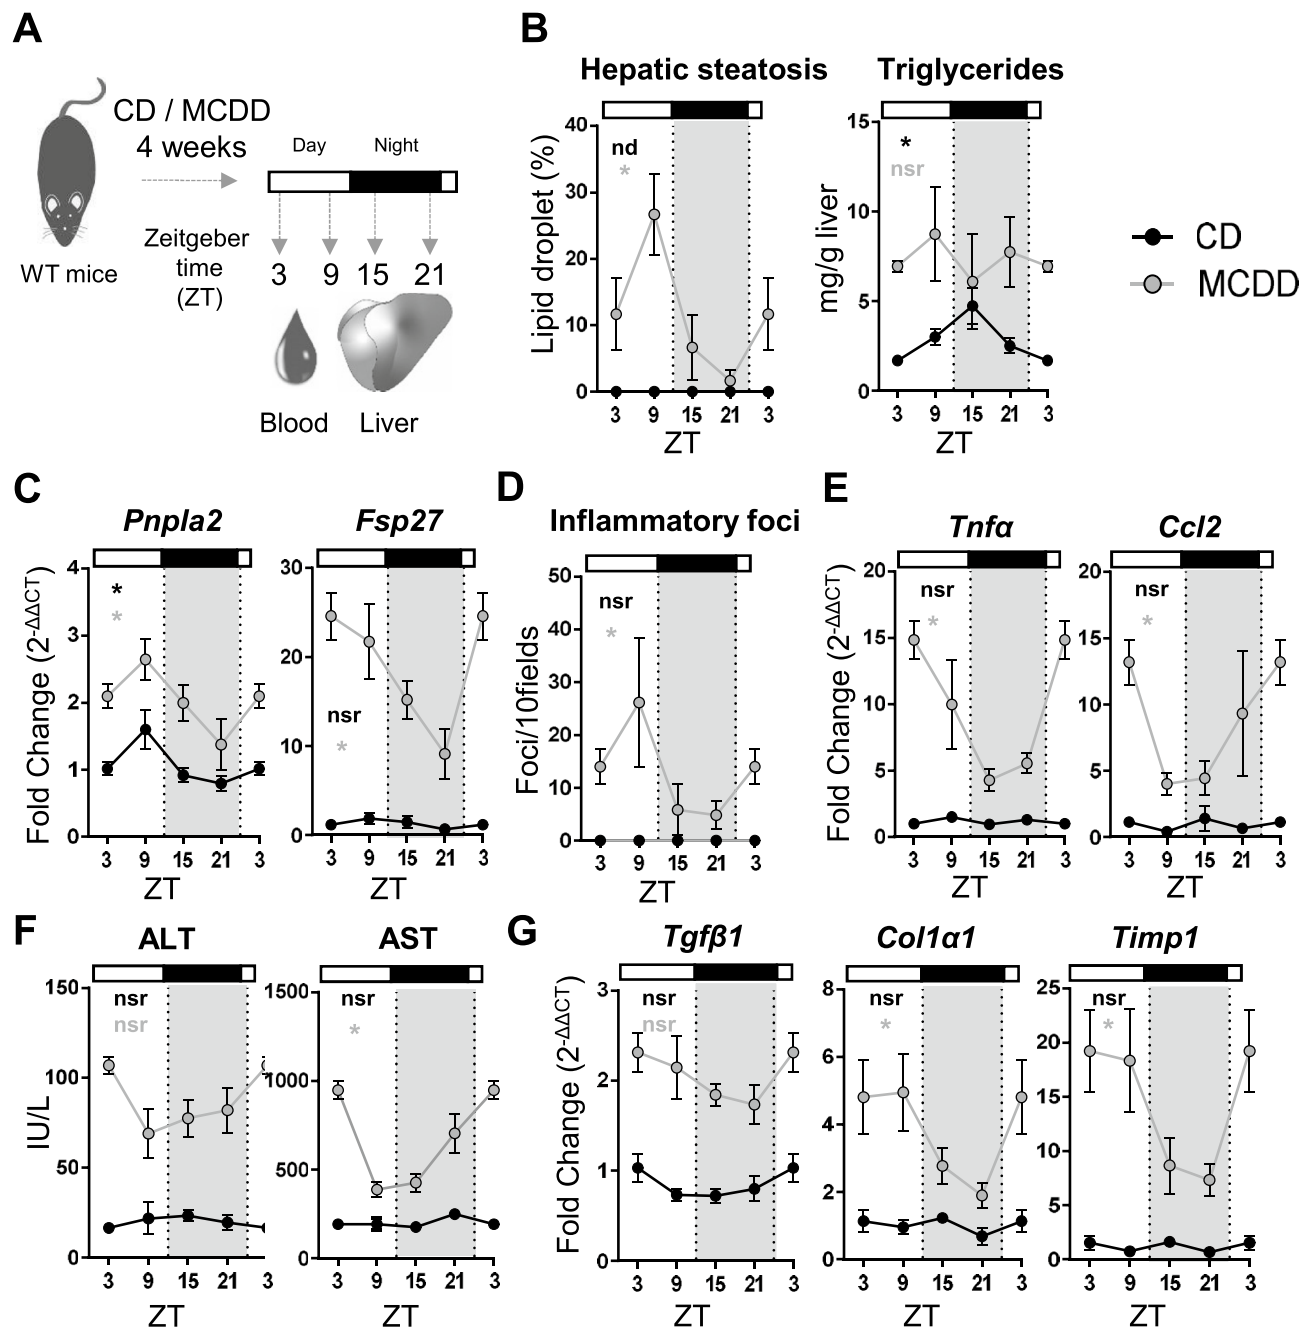 A
CD / MCDD
4 weeks
Day
Night
WT mice
Zeitgeber
time
(ZT)
3 9 15 21
Blood Liver
B
Hepatic steatosis
Lipid droplet (%)
40
30
20
10
0
nd
*
3 9 15 21 3
ZT
Triglycerides
mg/g liver
15
10
5
0
*
nsr
3 9 15 21 3
ZT
CD
MCDD
C
Pnpla2
Fold Change (2-ΔΔCT)
4
3
2
1
0
*
*
3 9 15 21 3
ZT
Fsp27
30
20
10
0
nsr
*
3 9 15 21 3
ZT
D
Inflammatory foci
Foci/10fields
50
40
30
20
10
0
nsr
*
3 9 15 21 3
ZT
E
Tnfα
Fold Change (2-ΔΔCT)
20
15
10
5
0
nsr
*
3 9 15 21 3
ZT
Ccl2
20
15
10
5
0
nsr
*
3 9 15 21 3
ZT
F
ALT
IU/L
150
100
50
0
nsr
nsr
3 9 15 21 3
ZT
AST
1500
1000
500
0
nsr
*
3 9 15 21 3
ZT
G
Tgfβ1
Fold Change (2-ΔΔCT)
3
2
1
0
nsr
nsr
3 9 15 21 3
ZT
Col1α1
8
6
4
2
0
nsr
*
3 9 15 21 3
ZT
Timp1
25
20
15
10
5
0
nsr
*
3 9 15 21 3
ZT